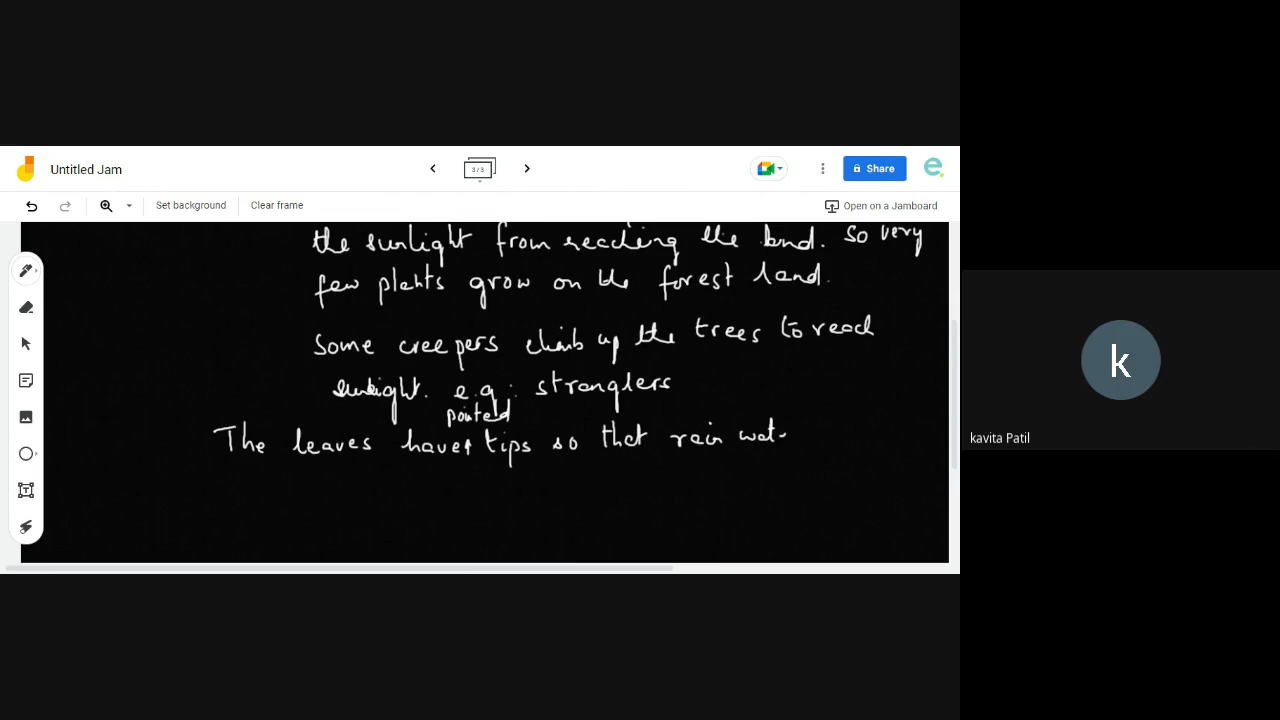 Untitled Jam
3 / 3
Share
Set background
Clear frame
Open on a Jamboard
the sunlight from reaching the land. So very
few plants grow on the forest land.
Some creepers climb up the trees to reach
sunlight. e.g: stranglers
pointed
The leaves have tips so that rain wat
k
kavita Patil